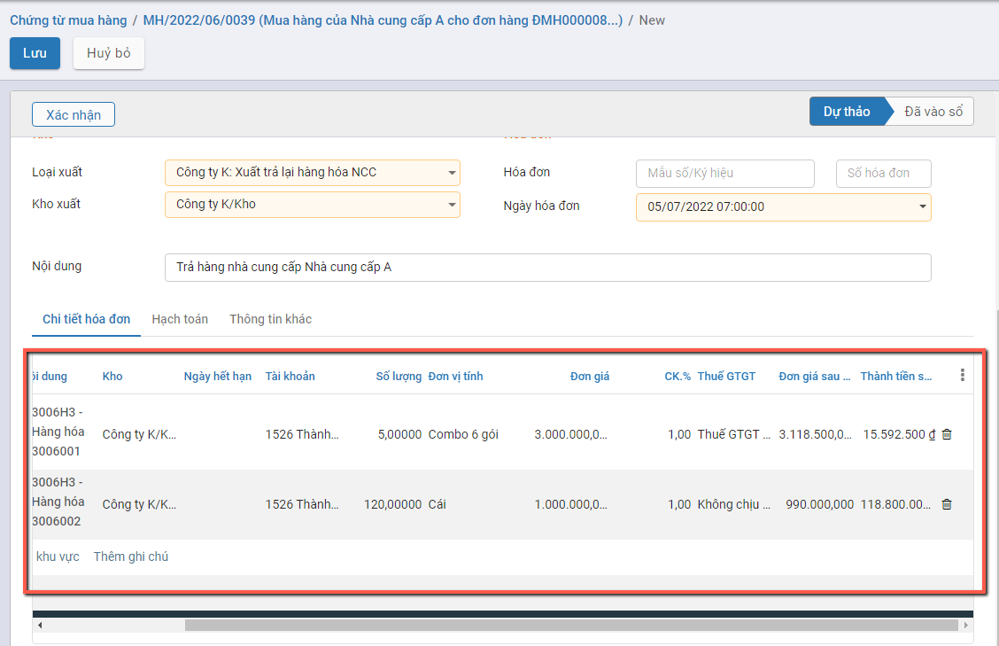 Chứng từ mua hàng / MH/2022/06/0039 (Mua hàng của Nhà cung cấp A cho đơn hàng ĐMH000008...) / New
Lưu Huỷ bỏ
Xác nhận Dự thảo Đã vào sổ
Loại xuất Công ty K: Xuất trả lại hàng hóa NCC Hóa đơn Mẫu số/Ký hiệu Số hóa đơn
Kho xuất Công ty K/Kho Ngày hóa đơn 05/07/2022 07:00:00
Nội dung Trả hàng nhà cung cấp Nhà cung cấp A
Chi tiết hóa đơn Hạch toán Thông tin khác
dung Kho Ngày hết hạn Tài khoản Số lượng Đơn vị tính Đơn giá CK.% Thuế GTGT Đơn giá sau ... Thành tiền s...
3006H3 -
Hàng hóa
3006001
Công ty K/K... 1526 Thành... 5,00000 Combo 6 gói 3.000.000,0... 1,00 Thuế GTGT ... 3.118.500,0... 15.592.500 ₫
3006H3 -
Hàng hóa
3006002
Công ty K/K... 1526 Thành... 120,00000 Cái 1.000.000,0... 1,00 Không chịu ... 990.000,000 118.800.00...
khu vực Thêm ghi chú